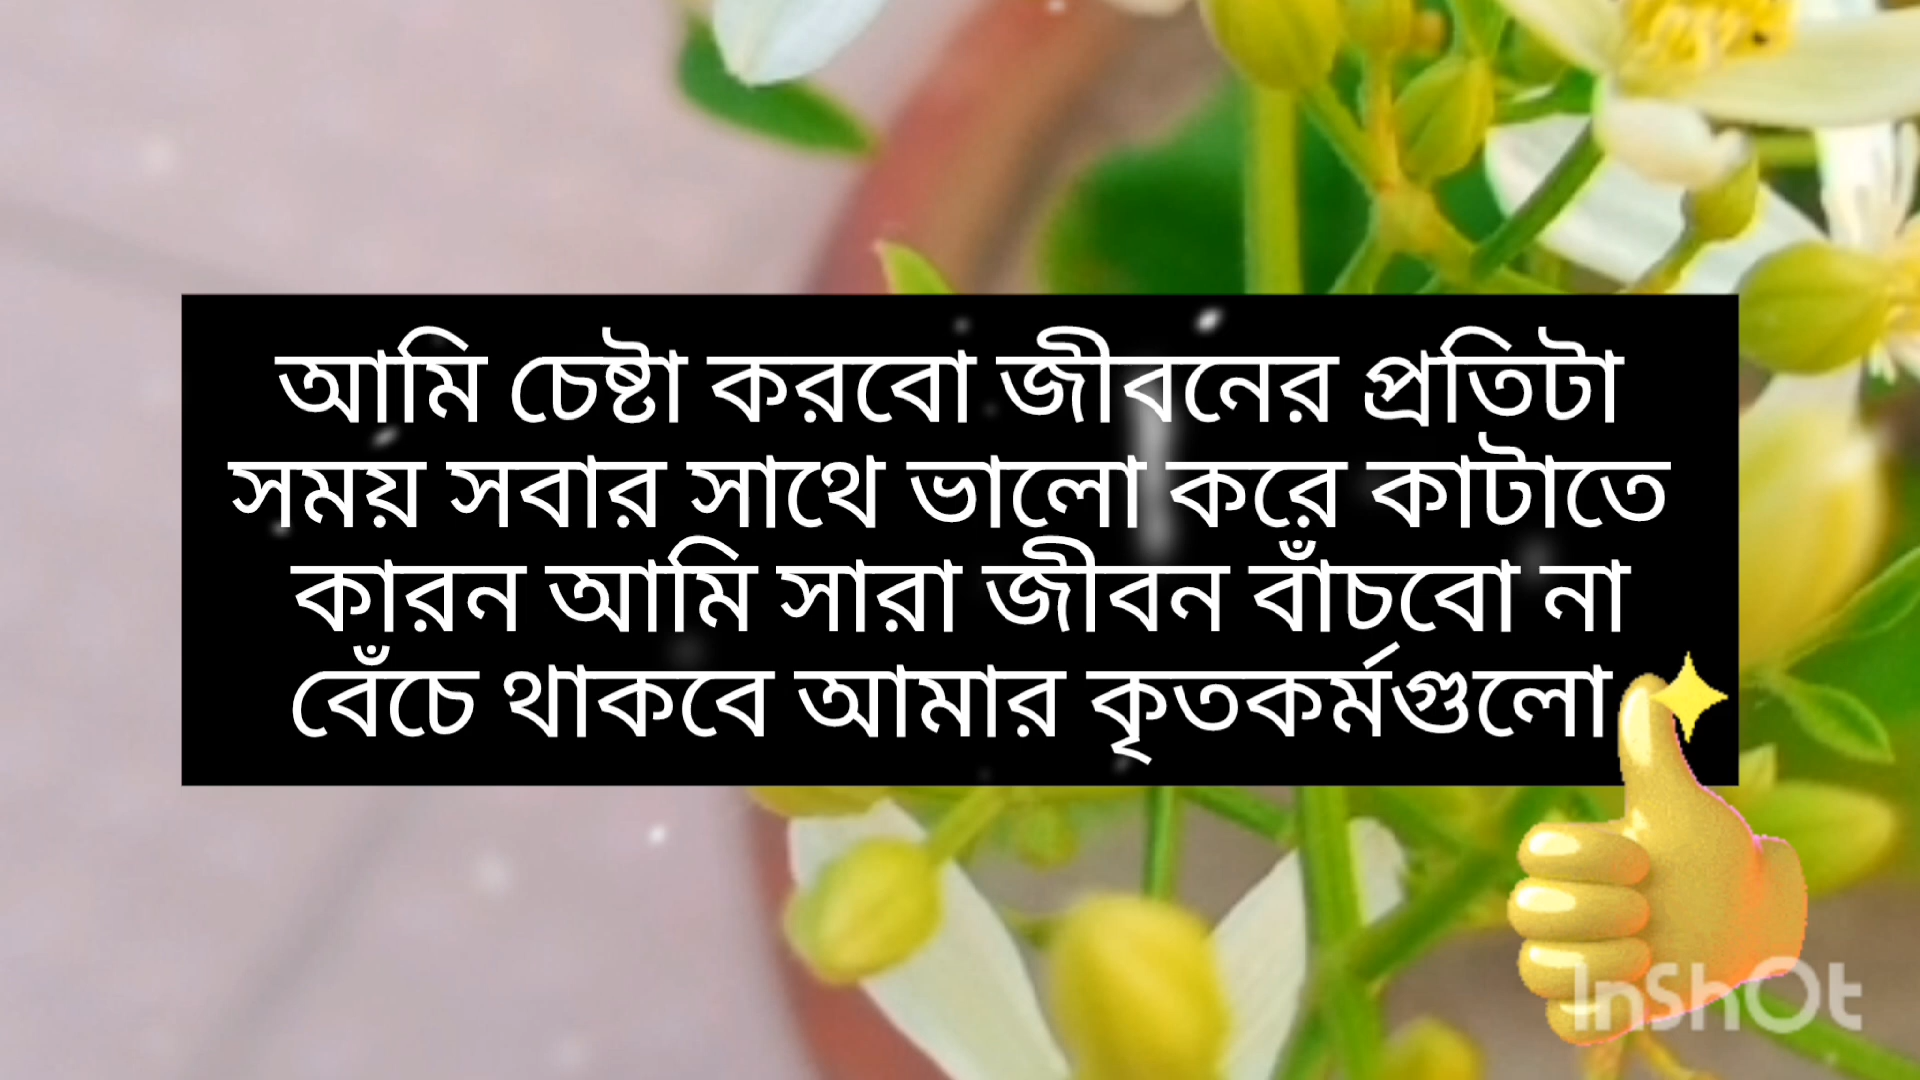 আমি চেষ্টা করবো জীবনের প্রতিটা
সময় সবার সাথে ভালো করে কাটাতে
কারন আমি সারা জীবন বাঁচবো না
বেঁচে থাকবে আমার কৃতকর্মগুলো
InShOt